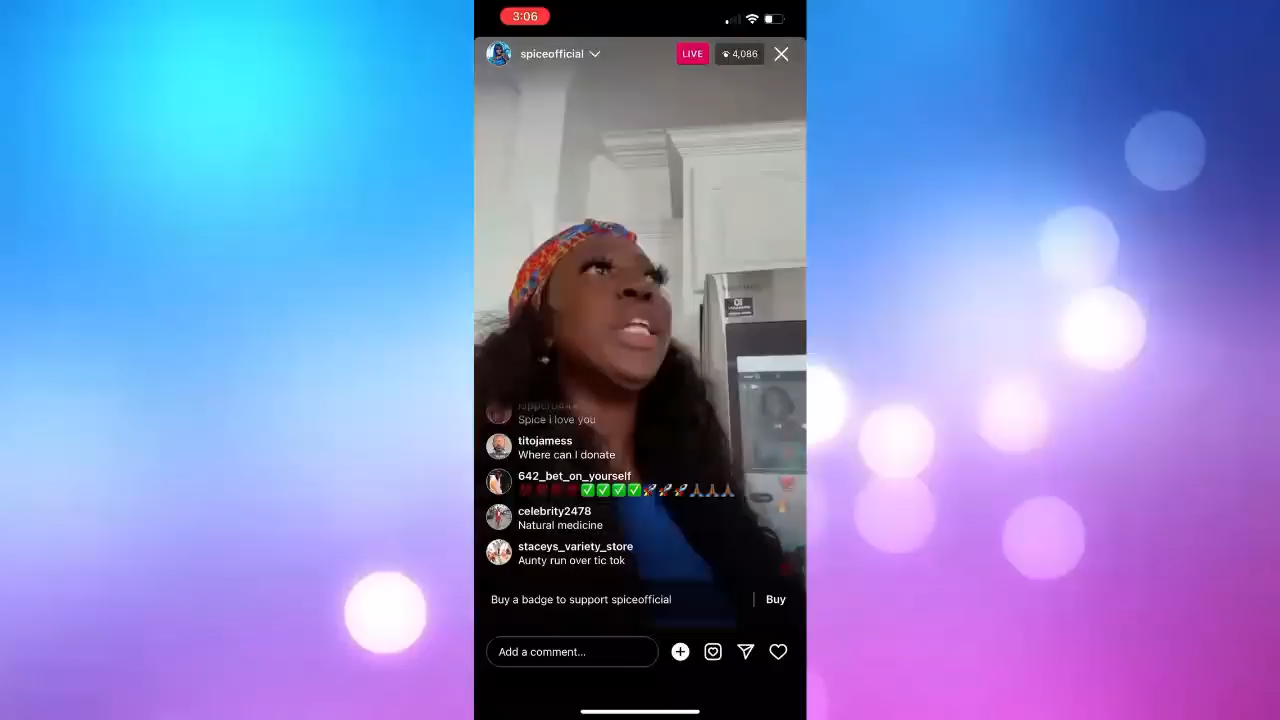 3:06
spiceofficial
LIVE
4,086
Spice i love you
titojamess
Where can I donate
642_bet_on_yourself
celebrity2478
Natural medicine
staceys_variety_store
Aunty run over tic tok
Buy a badge to support spiceofficial
Buy
Add a comment...